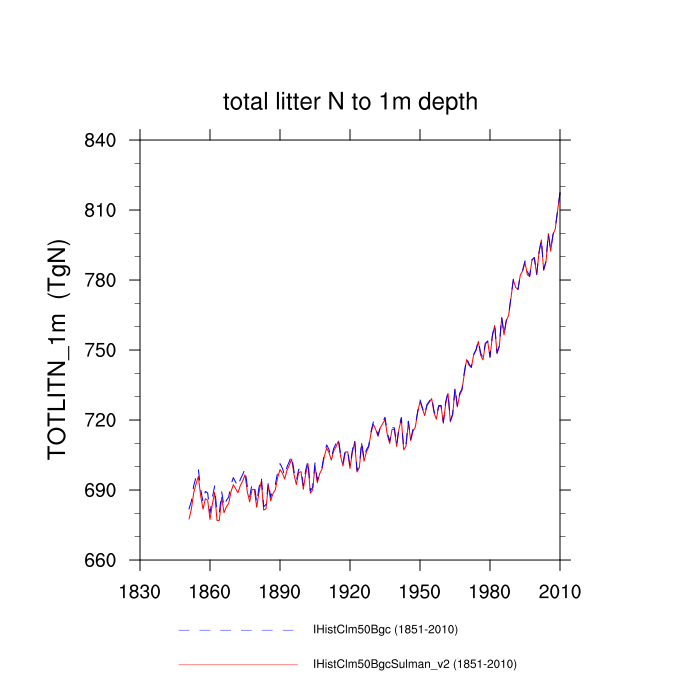 total litter N to 1m depth
TOTLITN_1m (TgN)
840
810
780
750
720
690
660
1830 1860 1890 1920 1950 1980 2010
IHistClm50Bgc (1851-2010)
IHistClm50BgcSulman_v2 (1851-2010)